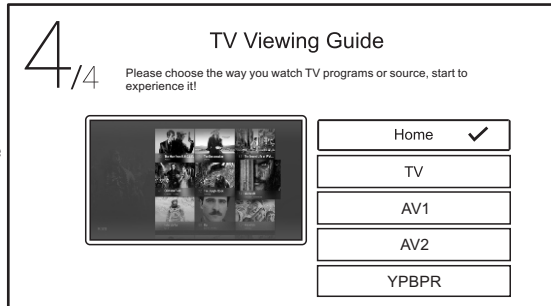 4/4
TV Viewing Guide
Please choose the way you watch TV programs or source, start to
experience it!
Home
TV
AV1
AV2
YPBPR